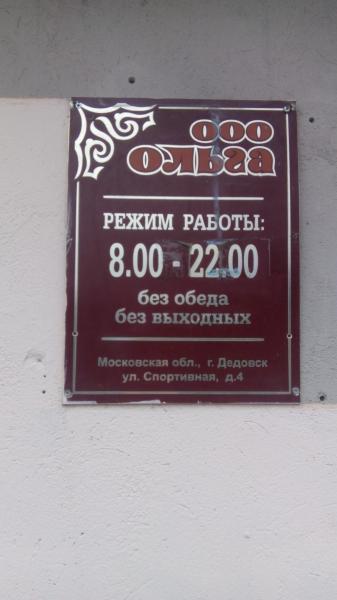 ООО
ОЛЬГА
РЕЖИМ РАБОТЫ:
8.00 - 22.00
без обеда
без выходных
Московская обл., г. Дедовск
ул. Спортивная, д.4